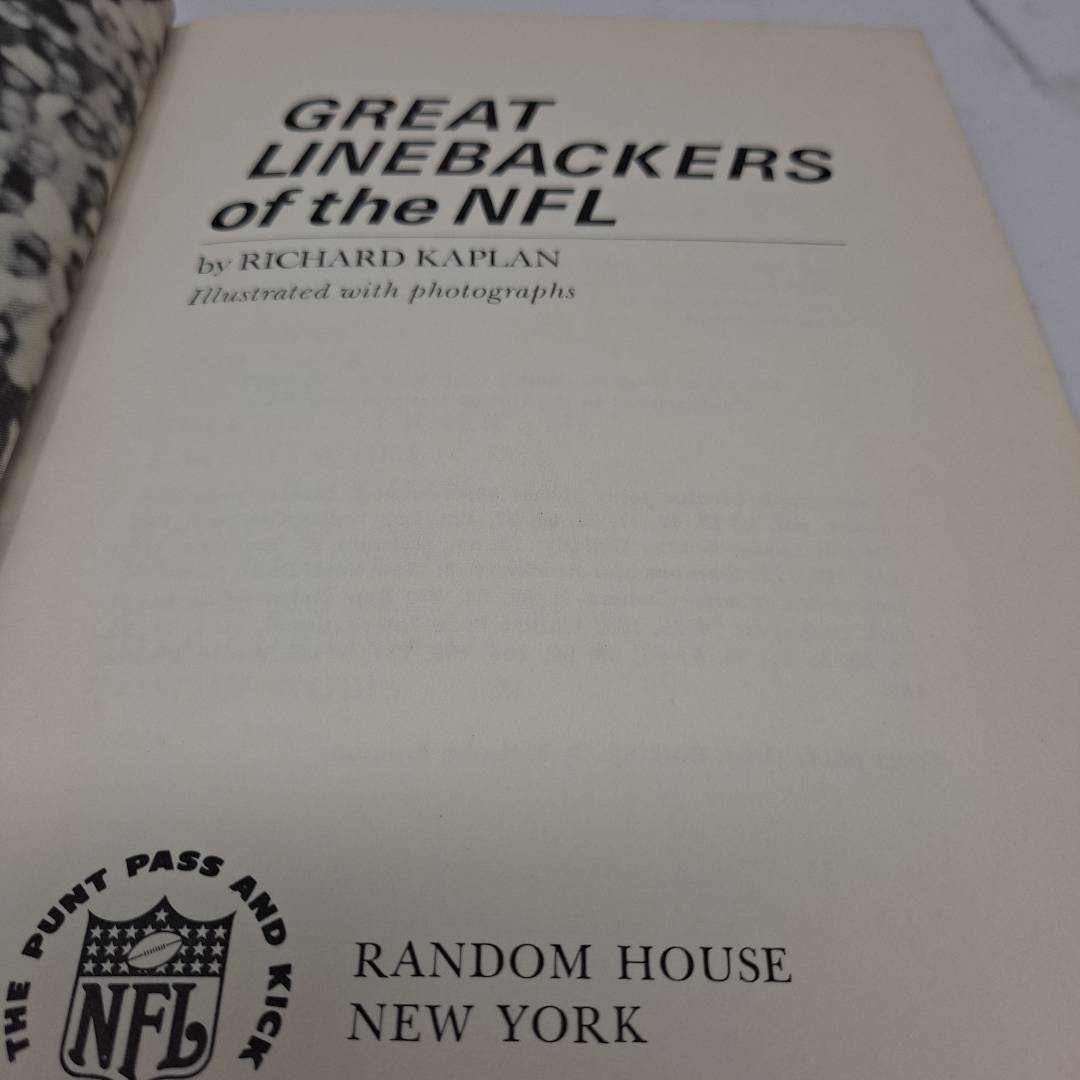 GREAT
LINEBACKERS
of the NFL
by RICHARD KAPLAN
Illustrated with photographs
THE PUNT PASS AND KICK
NFL
RANDOM HOUSE
NEW YORK